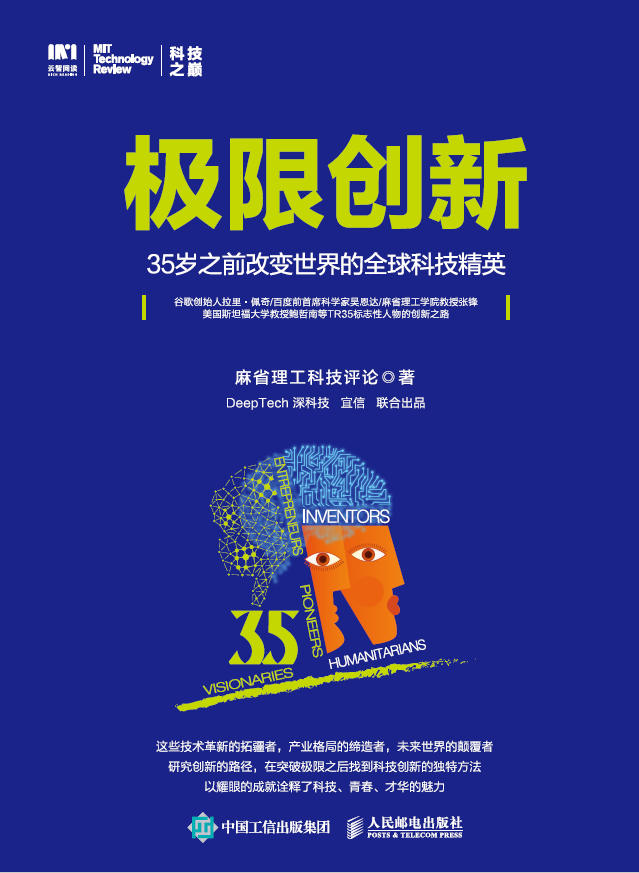 云智阅读
RICH READING
MIT
Technology
Review
科技
之巅
极限创新
35岁之前改变世界的全球科技精英
谷歌创始人拉里·佩奇/百度前首席科学家吴恩达/麻省理工学院教授张锋
美国斯坦福大学教授鲍哲南等TR35标志性人物的创新之路
麻省理工科技评论◎著
DeepTech 深科技 宜信 联合出品
ENTREPRENEURS
INVENTORS
PIONEERS
35
HUMANITARIANS
VISIONARIES
这些技术革新的拓疆者，产业格局的缔造者，未来世界的颠覆者
研究创新的路径，在突破极限之后找到科技创新的独特方法
以耀眼的成就诠释了科技、青春、才华的魅力
中国工信出版集团
人民邮电出版社
POSTS & TELECOM PRESS